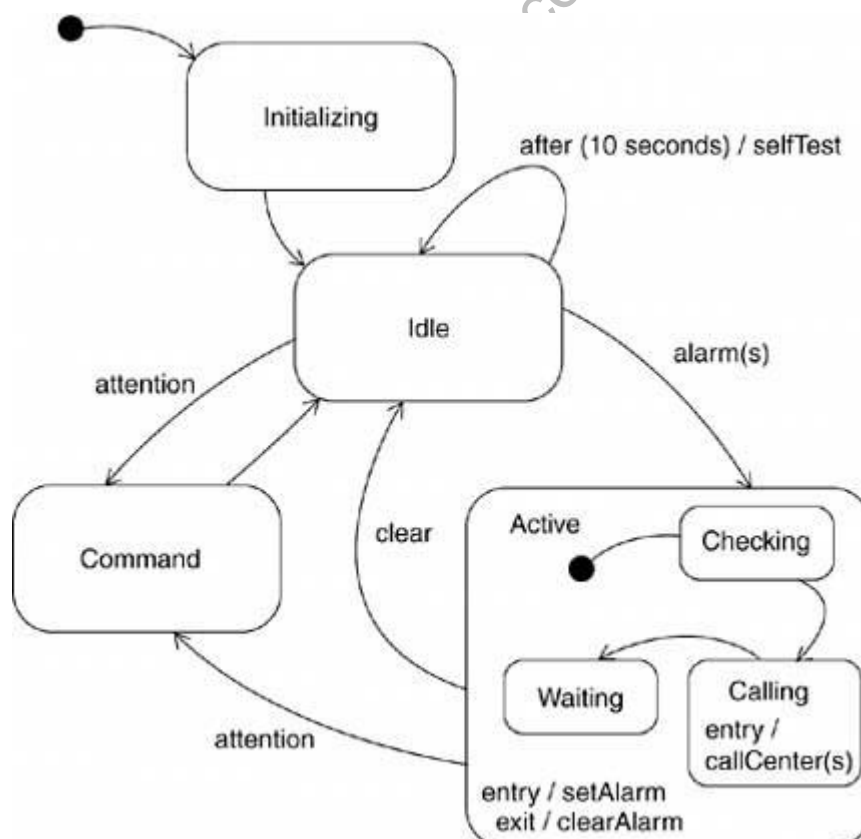 Initializing
after (10 seconds) / selfTest
Idle
alarm(s)
attention
Active
Checking
clear
Command
Waiting
Calling
entry /
callCenter(s)
attention
entry / setAlarm
exit / clearAlarm